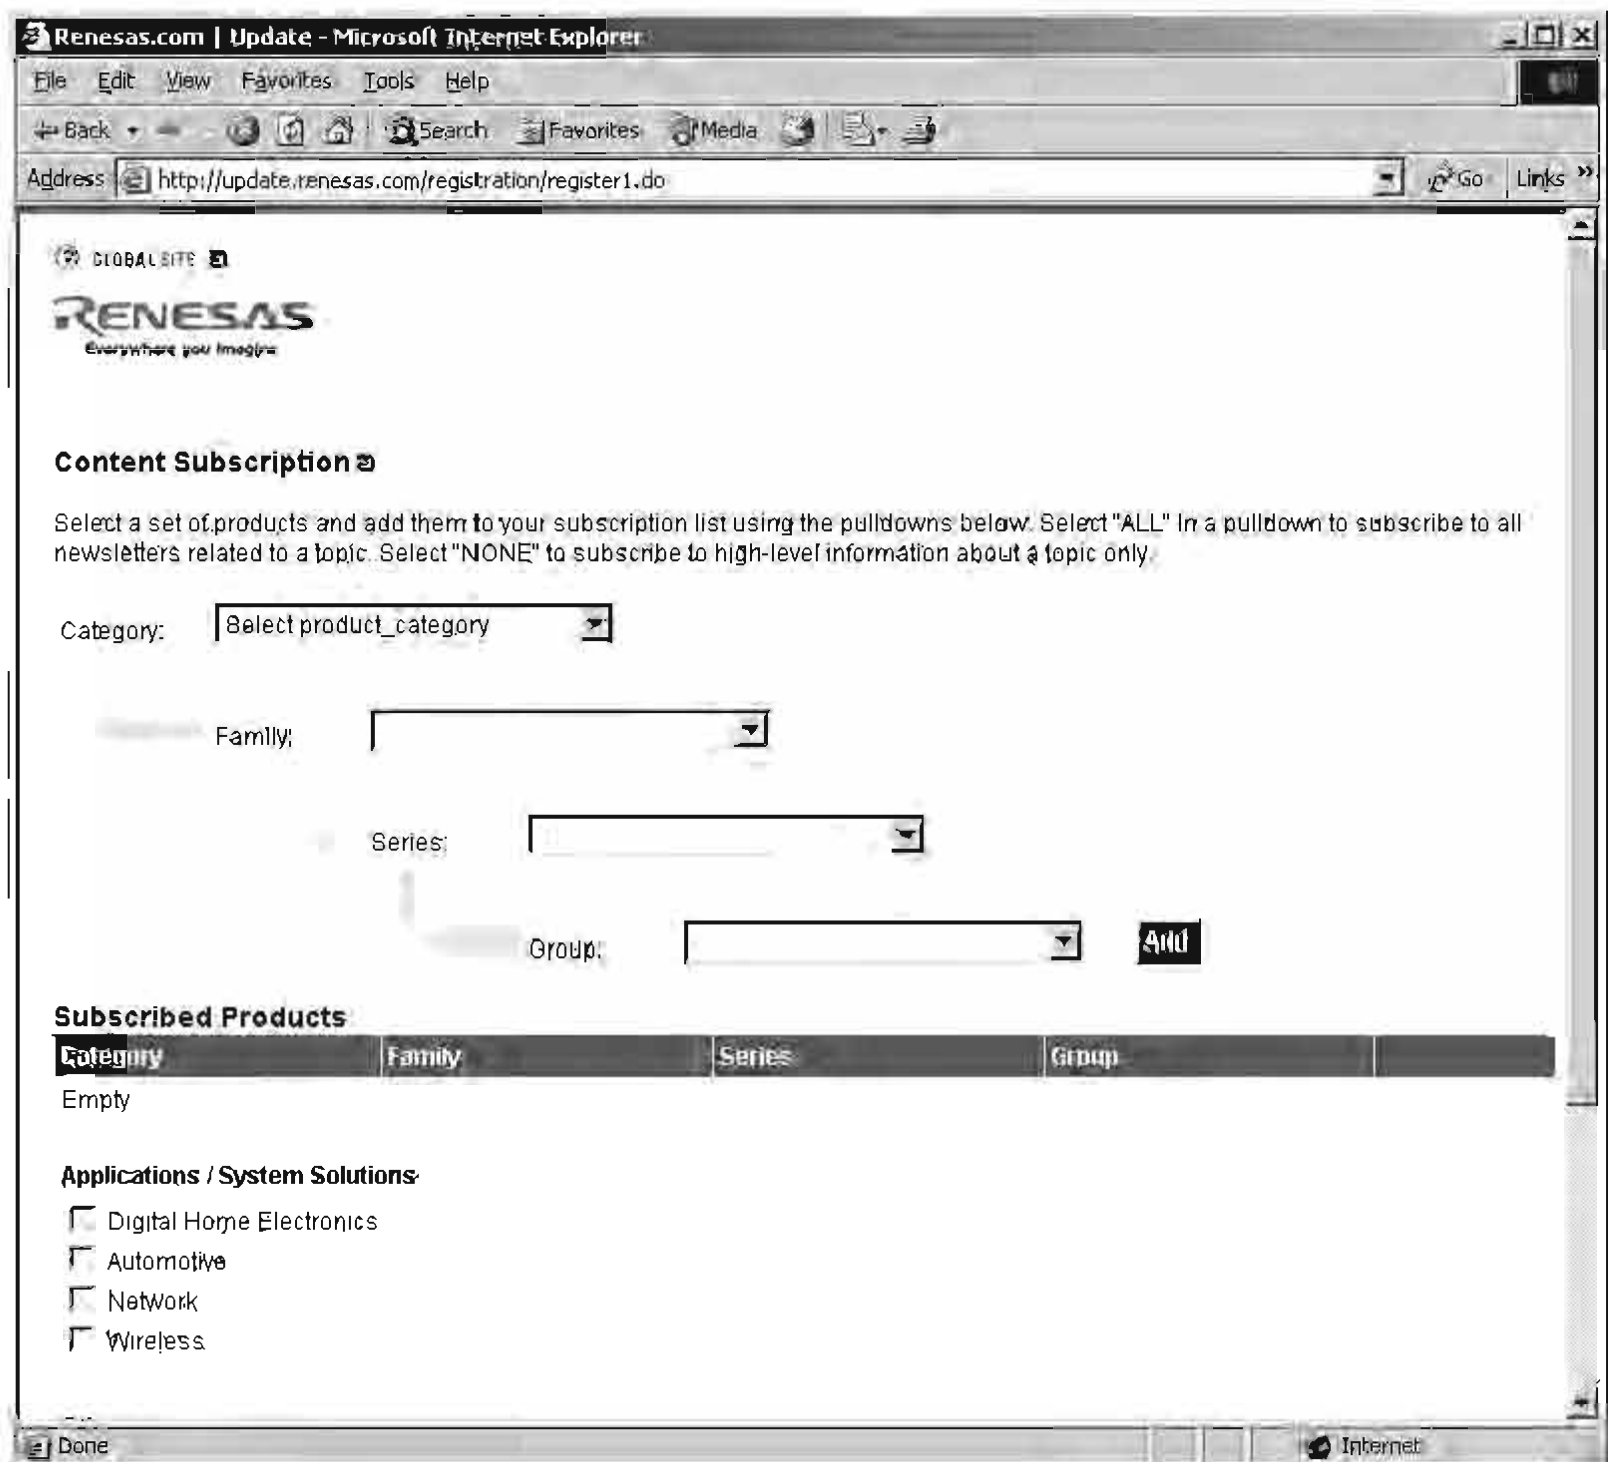 Renesas.com | Update - Microsoft Internet Explorer
File Edit View Favorites Tools Help
Back Search Favorites Media
Address http://update.renesas.com/registration/register1.do Go Links »
GLOBAL SITE
RENESAS
Everywhere you imagine
Content Subscription
Select a set of products and add them to your subscription list using the pulldowns below. Select "ALL" in a pulldown to subscribe to all
newsletters related to a topic. Select "NONE" to subscribe to high-level information about a topic only.
Category: Select product_category
Family:
Series:
Group: Add
Subscribed Products
Category Family Series Group
Empty
Applications / System Solutions
Digital Home Electronics
Automotive
Network
Wireless
Done Internet